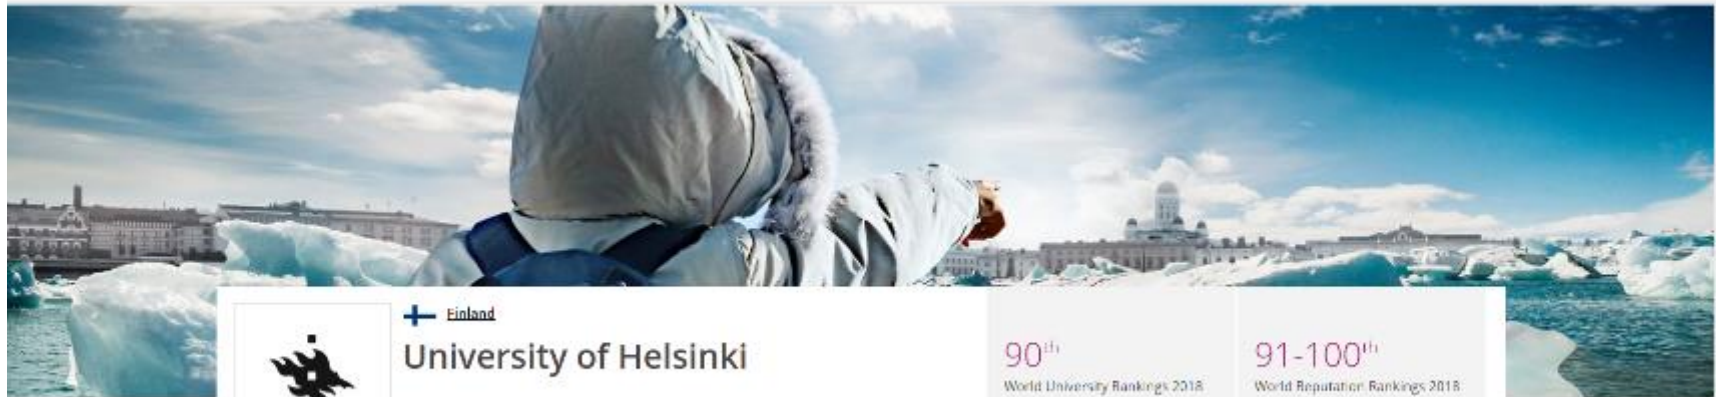 Finland
University of Helsinki
90th
World University Rankings 2018
91-100th
World Reputation Rankings 2018